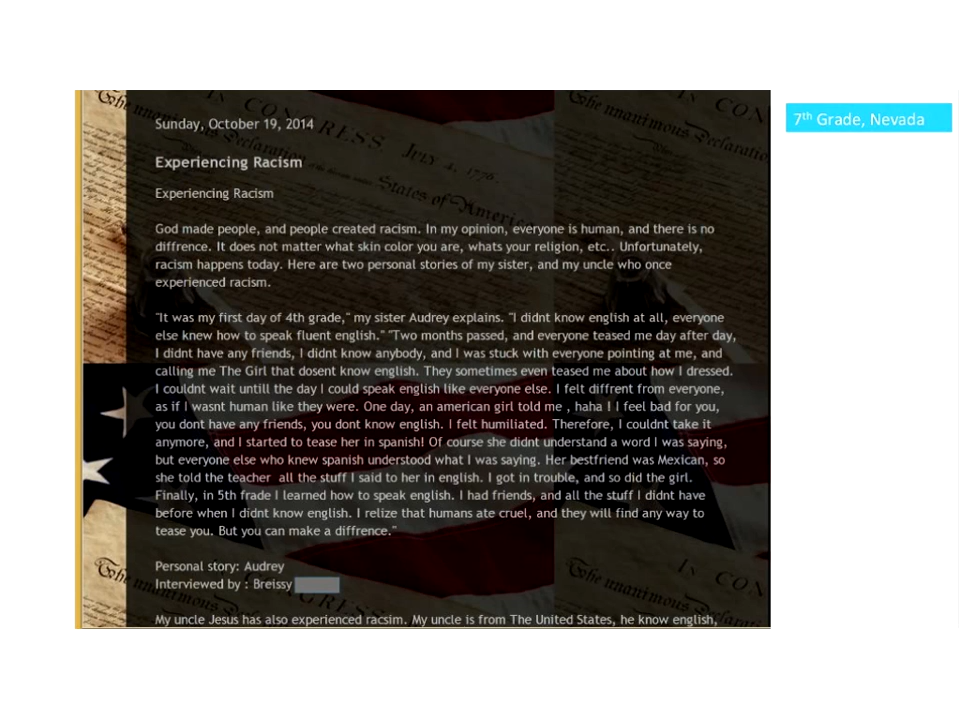 7th Grade, Nevada
The unanimous Declaration
IN CONGRESS
July 4, 1776.
States of America
Sunday, October 19, 2014
Experiencing Racism
Experiencing Racism
God made people, and people created racism. In my opinion, everyone is human, and there is no
diffrence. It does not matter what skin color you are, whats your religion, etc.. Unfortunately,
racism happens today. Here are two personal stories of my sister, and my uncle who once
experienced racism.
"It was my first day of 4th grade," my sister Audrey explains. "I didnt know english at all, everyone
else knew how to speak fluent english." "Two months passed, and everyone teased me day after day,
I didnt have any friends, I didnt know anybody, and I was stuck with everyone pointing at me, and
calling me The Girl that dosent know english. They sometimes even teased me about how I dressed.
I couldnt wait untill the day I could speak english like everyone else. I felt diffrent from everyone,
as if I wasnt human like they were. One day, an american girl told me , haha ! I feel bad for you,
you dont have any friends, you dont know english. I felt humiliated. Therefore, I couldnt take it
anymore, and I started to tease her in spanish! Of course she didnt understand a word I was saying,
but everyone else who knew spanish understood what I was saying. Her bestfriend was Mexican, so
she told the teacher  all the stuff I said to her in english. I got in trouble, and so did the girl.
Finally, in 5th frade I learned how to speak english. I had friends, and all the stuff I didnt have
before when I didnt know english. I relize that humans ate cruel, and they will find any way to
tease you. But you can make a diffrence."
Personal story: Audrey
Interviewed by : Breissy
My uncle Jesus has also experienced racsim. My uncle is from The United States, he know english,